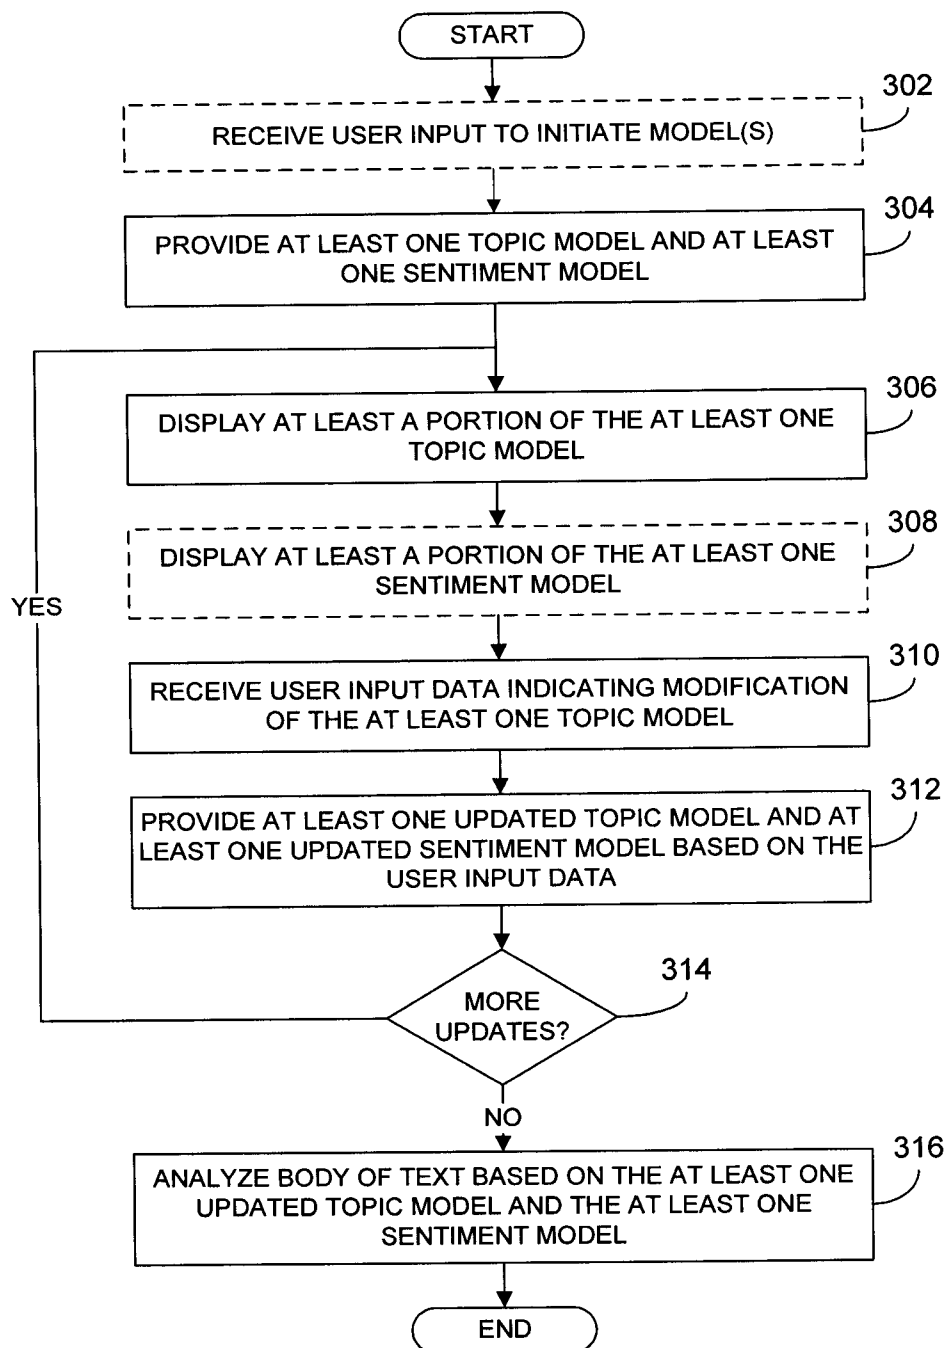 START
302
RECEIVE USER INPUT TO INITIATE MODEL(S)
304
PROVIDE AT LEAST ONE TOPIC MODEL AND AT LEAST
ONE SENTIMENT MODEL
306
DISPLAY AT LEAST A PORTION OF THE AT LEAST ONE
TOPIC MODEL
308
DISPLAY AT LEAST A PORTION OF THE AT LEAST ONE
SENTIMENT MODEL
YES
310
RECEIVE USER INPUT DATA INDICATING MODIFICATION
OF THE AT LEAST ONE TOPIC MODEL
312
PROVIDE AT LEAST ONE UPDATED TOPIC MODEL AND AT
LEAST ONE UPDATED SENTIMENT MODEL BASED ON THE
USER INPUT DATA
314
MORE
UPDATES?
NO
316
ANALYZE BODY OF TEXT BASED ON THE AT LEAST ONE
UPDATED TOPIC MODEL AND THE AT LEAST ONE
SENTIMENT MODEL
END